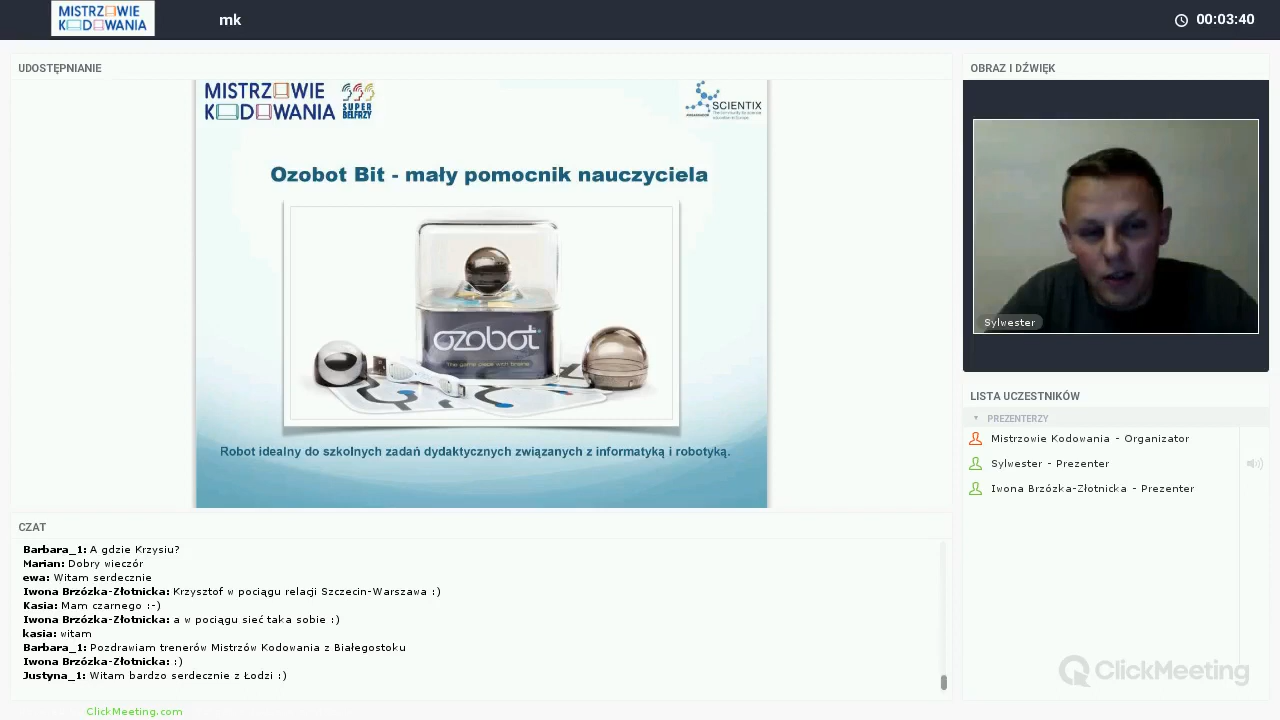 MISTRZOWIE
KODOWANIA
mk
00:03:40
UDOSTĘPNIANIE
MISTRZOWIE
KODOWANIA
SUPER
BELFRZY
SCIENTIX
Ozobot Bit - mały pomocnik nauczyciela
ozobot
Robot idealny do szkolnych zadań dydaktycznych związanych z informatyką i robotyką.
OBRAZ I DŹWIĘK
Sylwester
LISTA UCZESTNIKÓW
PREZENTERZY
Mistrzowie Kodowania - Organizator
Sylwester - Prezenter
Iwona Brzózka-Złotnicka - Prezenter
CZAT
Barbara_1: A gdzie Krzysiu?
Marian: Dobry wieczór
ewa: Witam serdecznie
Iwona Brzózka-Złotnicka: Krzysztof w pociągu relacji Szczecin-Warszawa :)
Kasia: Mam czarnego :-)
Iwona Brzózka-Złotnicka: a w pociągu sieć taka sobie :)
kasia: witam
Barbara_1: Pozdrawiam trenerów Mistrzów Kodowania z Białegostoku
Iwona Brzózka-Złotnicka: :)
Justyna_1: Witam bardzo serdecznie z Łodzi :)
ClickMeeting
ClickMeeting.com